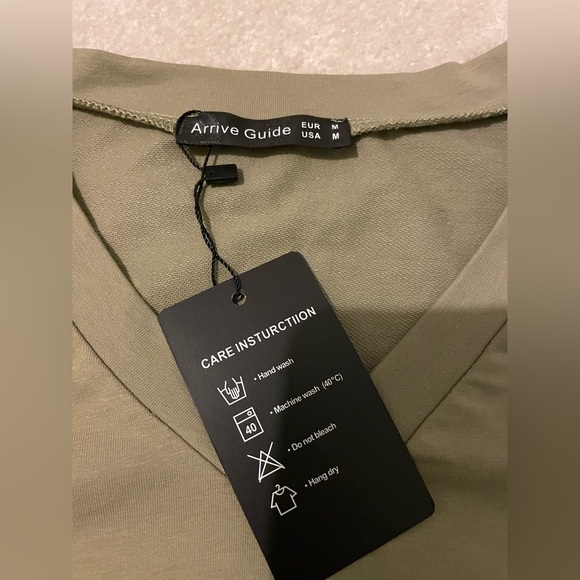 Arrive Guide EUR M
USA M
CARE INSTURCTIION
• Hand wash
• Machine wash (40°C)
40
• Do not bleach
• Hang dry